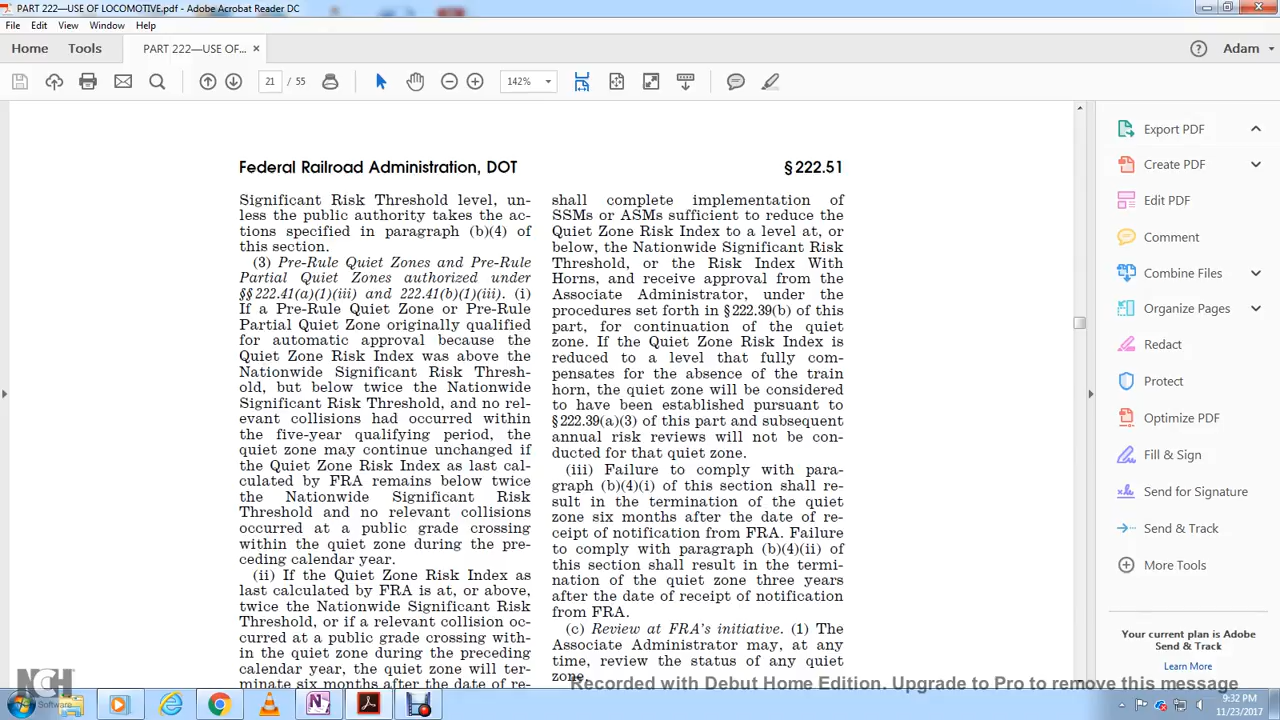 PART 222—USE OF LOCOMOTIVE.pdf - Adobe Acrobat Reader DC
File Edit View Window Help
Home Tools PART 222—USE OF... × Adam
21 / 55 142%
Federal Railroad Administration, DOT
§ 222.51
Significant Risk Threshold level, un-
less the public authority takes the ac-
tions specified in paragraph (b)(4) of
this section.
(3) Pre-Rule Quiet Zones and Pre-Rule
Partial Quiet Zones authorized under
§§ 222.41(a)(1)(iii) and 222.41(b)(1)(iii). (i)
If a Pre-Rule Quiet Zone or Pre-Rule
Partial Quiet Zone originally qualified
for automatic approval because the
Quiet Zone Risk Index was above the
Nationwide Significant Risk Thresh-
old, but below twice the Nationwide
Significant Risk Threshold, and no rel-
evant collisions had occurred within
the five-year qualifying period, the
quiet zone may continue unchanged if
the Quiet Zone Risk Index as last cal-
culated by FRA remains below twice
the Nationwide Significant Risk
Threshold and no relevant collisions
occurred at a public grade crossing
within the quiet zone during the pre-
ceding calendar year.
(ii) If the Quiet Zone Risk Index as
last calculated by FRA is at, or above,
twice the Nationwide Significant Risk
Threshold, or if a relevant collision oc-
curred at a public grade crossing with-
in the quiet zone during the preceding
calendar year, the quiet zone will ter-
minate six months after the date of re-
shall complete implementation of
SSMs or ASMs sufficient to reduce the
Quiet Zone Risk Index to a level at, or
below, the Nationwide Significant Risk
Threshold, or the Risk Index With
Horns, and receive approval from the
Associate Administrator, under the
procedures set forth in § 222.39(b) of this
part, for continuation of the quiet
zone. If the Quiet Zone Risk Index is
reduced to a level that fully com-
pensates for the absence of the train
horn, the quiet zone will be considered
to have been established pursuant to
§ 222.39(a)(3) of this part and subsequent
annual risk reviews will not be con-
ducted for that quiet zone.
(iii) Failure to comply with para-
graph (b)(4)(i) of this section shall re-
sult in the termination of the quiet
zone six months after the date of re-
ceipt of notification from FRA. Failure
to comply with paragraph (b)(4)(ii) of
this section shall result in the termi-
nation of the quiet zone three years
after the date of receipt of notification
from FRA.
(c) Review at FRA's initiative. (1) The
Associate Administrator may, at any
time, review the status of any quiet
zone.
Export PDF
Create PDF
Edit PDF
Comment
Combine Files
Organize Pages
Redact
Protect
Optimize PDF
Fill & Sign
Send for Signature
Send & Track
More Tools
Your current plan is Adobe
Send & Track
Learn More
NCH Software
Recorded with Debut Home Edition. Upgrade to Pro to remove this message
9:32 PM
11/23/2017